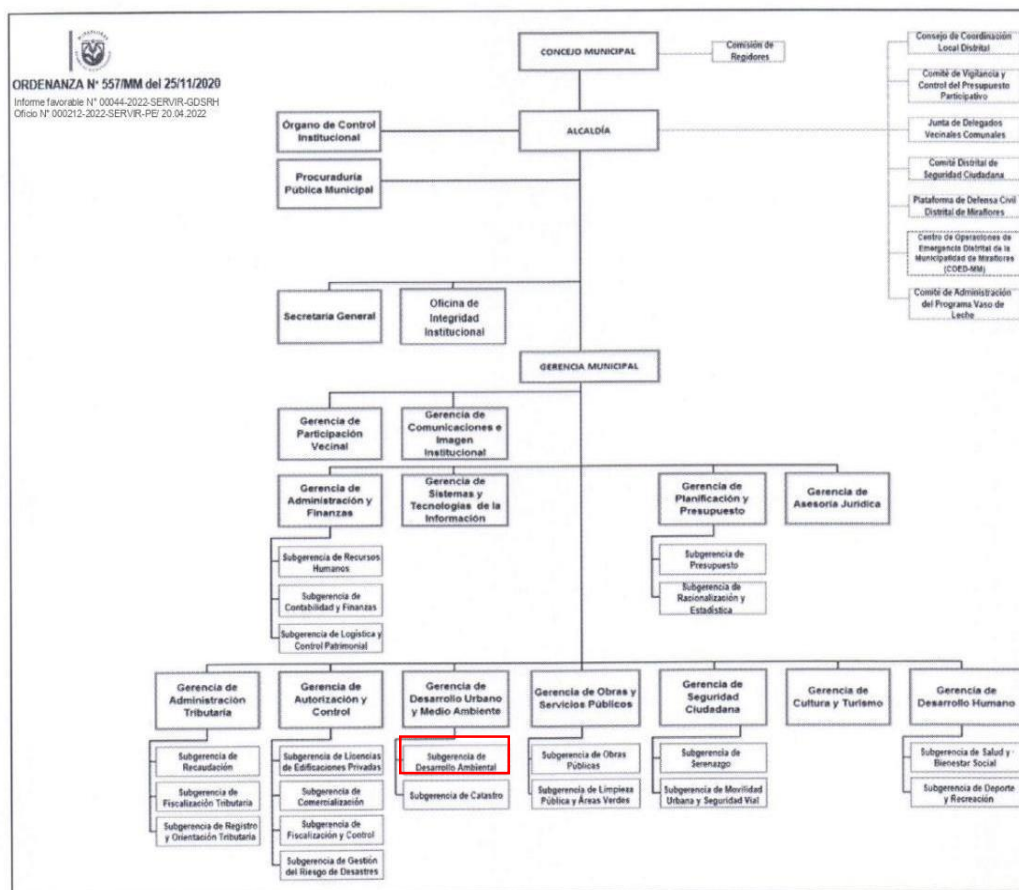 MIRAFLORES
ORDENANZA N° 557/MM del 25/11/2020
Informe favorable N° 00044-2022-SERVIR-GDSRH
Oficio N° 000212-2022-SERVIR-PE/ 20.04.2022
CONCEJO MUNICIPAL
Comisión de
Regidores
Consejo de Coordinación
Local Distrital
Comité de Vigilancia y
Control del Presupuesto
Participativo
Órgano de Control
Institucional
ALCALDÍA
Junta de Delegados
Vecinales Comunales
Procuraduría
Pública Municipal
Comité Distrital de
Seguridad Ciudadana
Plataforma de Defensa Civil
Distrital de Miraflores
Centro de Operaciones de
Emergencia Distrital de la
Municipalidad de Miraflores
(COED-MM)
Comité de Administración
del Programa Vaso de
Leche
Secretaría General
Oficina de
Integridad
Institucional
GERENCIA MUNICIPAL
Gerencia de
Participación
Vecinal
Gerencia de
Comunicaciones e
Imagen
Institucional
Gerencia de
Administración y
Finanzas
Gerencia de
Sistemas y
Tecnologías de la
Información
Gerencia de
Planificación y
Presupuesto
Gerencia de
Asesoría Jurídica
Subgerencia de Recursos
Humanos
Subgerencia de
Contabilidad y Finanzas
Subgerencia de Logística y
Control Patrimonial
Subgerencia de
Presupuesto
Subgerencia de
Racionalización y
Estadística
Gerencia de
Administración
Tributaria
Gerencia de
Autorización y
Control
Gerencia de
Desarrollo Urbano
y Medio Ambiente
Gerencia de Obras y
Servicios Públicos
Gerencia de
Seguridad
Ciudadana
Gerencia de
Cultura y Turismo
Gerencia de
Desarrollo Humano
Subgerencia de
Recaudación
Subgerencia de
Fiscalización Tributaria
Subgerencia de Registro
y Orientación Tributaria
Subgerencia de Licencias
de Edificaciones Privadas
Subgerencia de
Comercialización
Subgerencia de
Fiscalización y Control
Subgerencia de Gestión
del Riesgo de Desastres
Subgerencia de
Desarrollo Ambiental
Subgerencia de Catastro
Subgerencia de Obras
Públicas
Subgerencia de Limpieza
Pública y Áreas Verdes
Subgerencia de
Serenazgo
Subgerencia de Movilidad
Urbana y Seguridad Vial
Subgerencia de Salud y
Bienestar Social
Subgerencia de Deporte
y Recreación